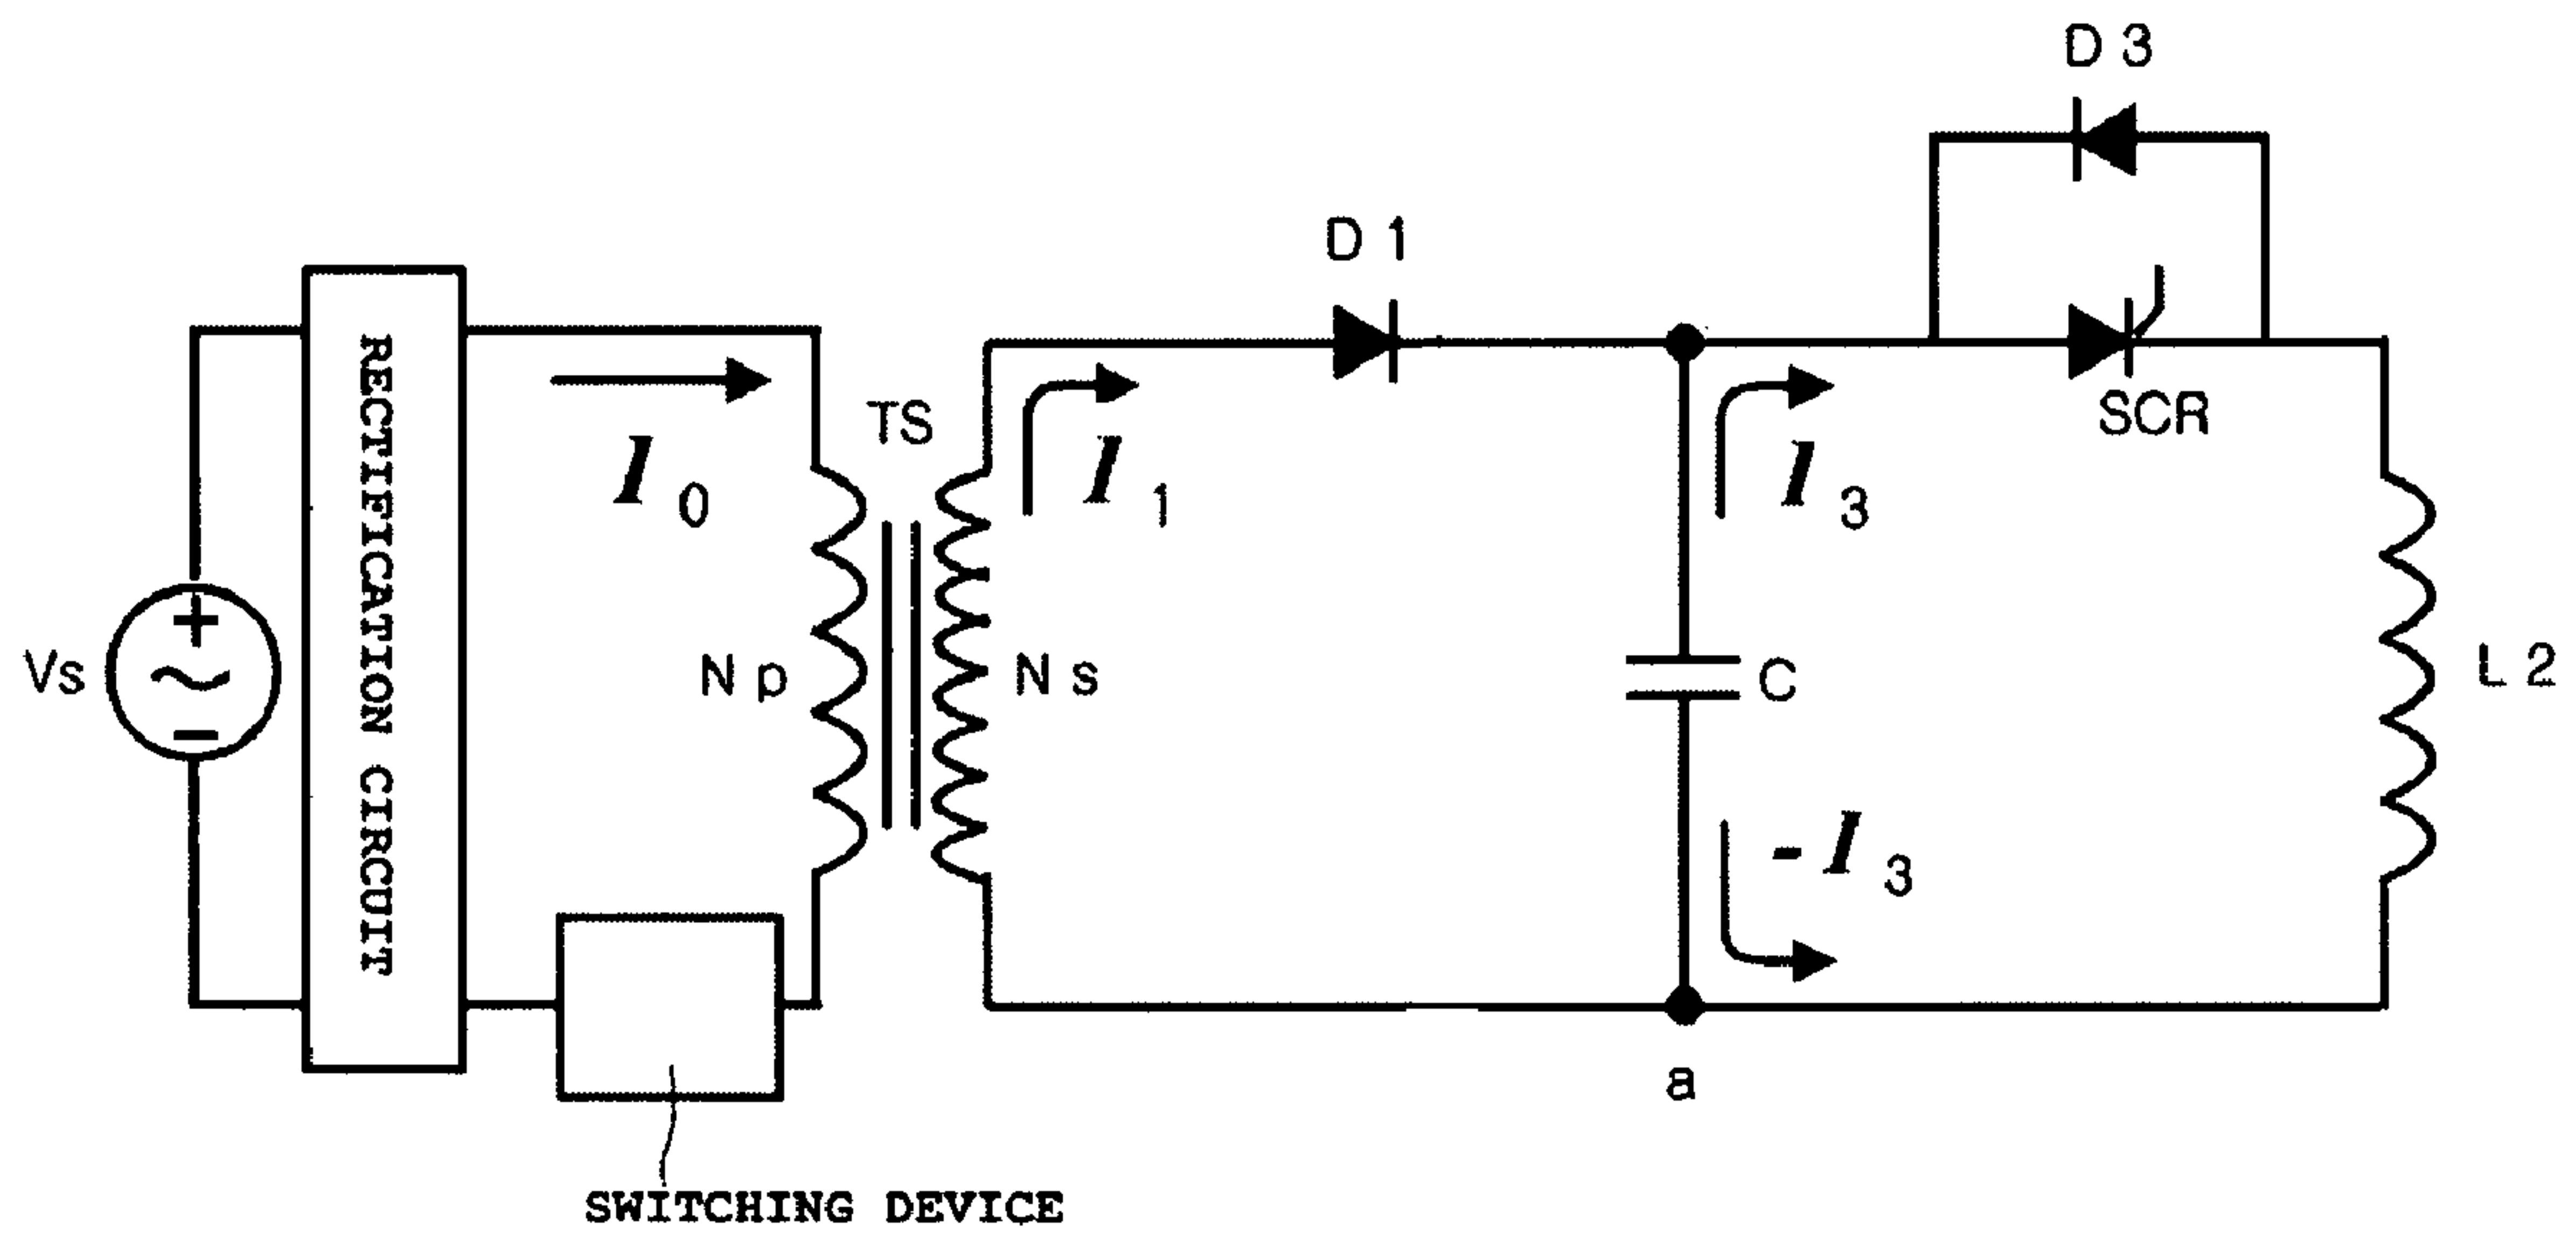 D 3
D 1
SCR
TS
I 0
I 1
I 3
RECTIFICATION CIRCUIT
+
~
−
Vs
N p
N s
C
L 2
- I 3
a
SWITCHING DEVICE